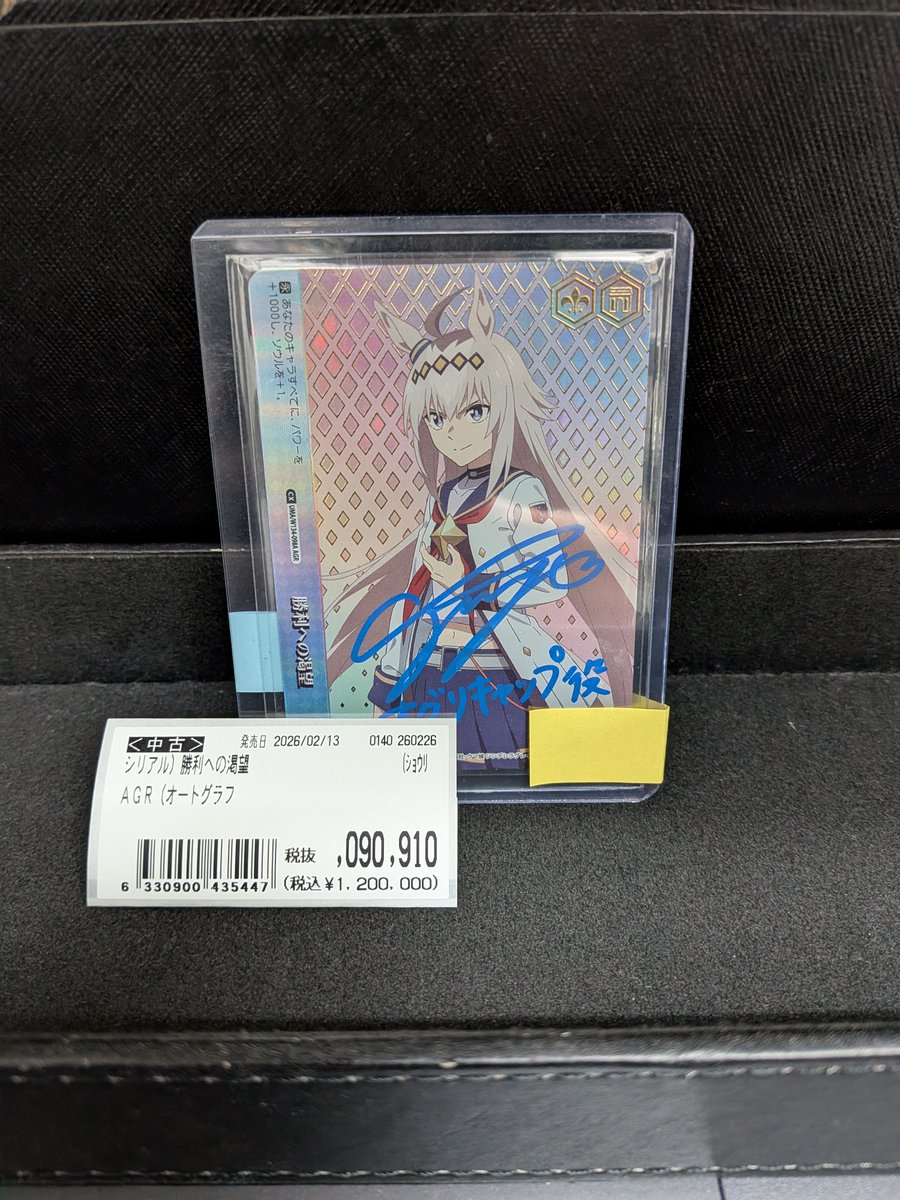 永 あなたのキャラすべてに、パワーを
+1000し、ソウルを+1。
CX UMA/W134-098A AGR
勝利への渇望
オグリキャップ役
<中古> 発売日 2026/02/13 0140 260226
シリアル) 勝利への渇望 (ショウリ
AGR (オートグラフ
税抜 ,090,910
6 330900 435447 (税込¥1,200,000)